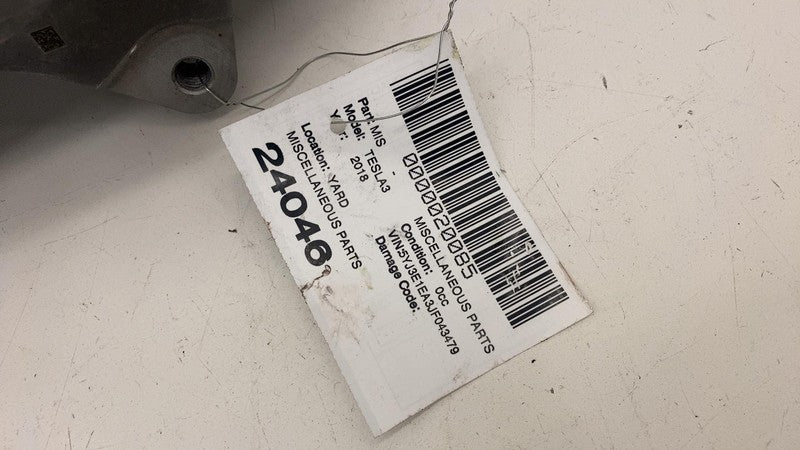 0000020085
Part: MIS - MISCELLANEOUS PARTS
Model: TESLA3 Condition: 0cc
Year: 2018 VIN:5YJ3E1EA3JF043479
Damage Code:
Location: YARD
MISCELLANEOUS PARTS
24046